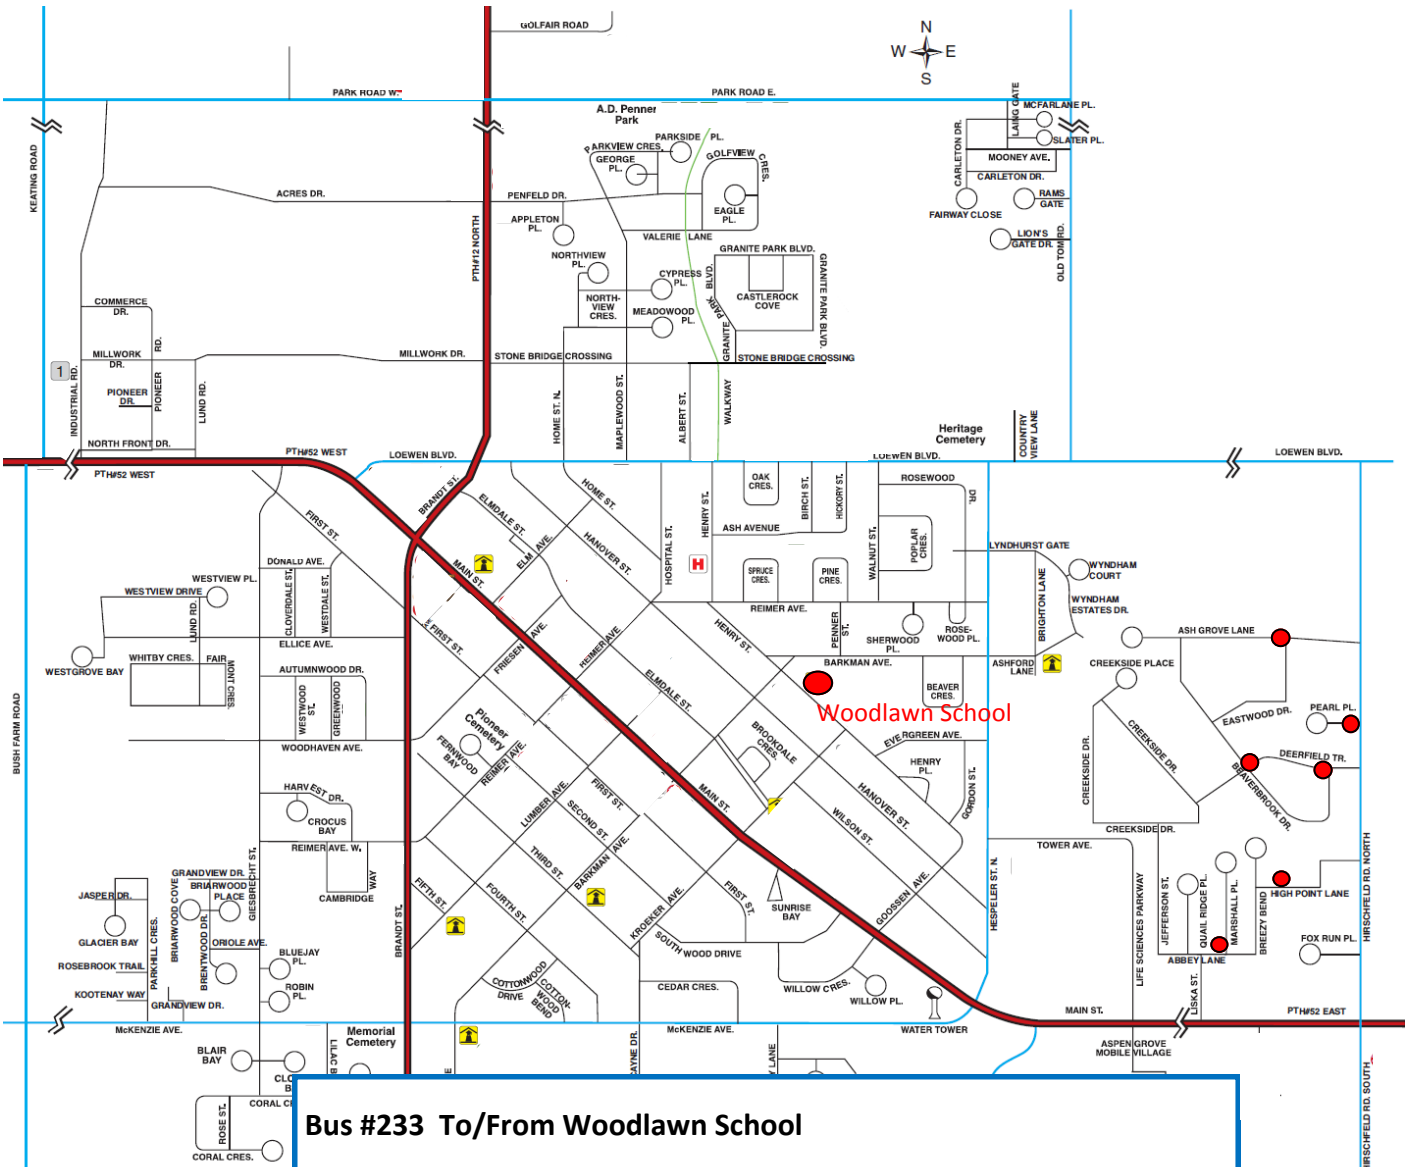 GOLFAIR ROAD
N
W E
S
PARK ROAD W.
PARK ROAD E.
A.D. Penner
Park
LAING GATE
MCFARLANE PL.
SLATER PL.
CARLETON DR.
MOONEY AVE.
CARLETON DR.
KEATING ROAD
PARKSIDE PL.
PARKVIEW CRES.
GEORGE
PL.
GOLFVIEW
CRES.
EAGLE
PL.
FAIRWAY CLOSE
RAMS
GATE
LION'S
GATE DR.
OLD TOM RD.
ACRES DR.
PENFELD DR.
APPLETON
PL.
VALERIE LANE
PTH#12 NORTH
NORTHVIEW
PL.
CYPRESS
PL.
NORTH-
VIEW
CRES.
MEADOWOOD
PL.
GRANITE PARK BLVD.
GRANITE PARK BLVD.
GRANITE PARK BLVD.
CASTLEROCK
COVE
COMMERCE
DR.
MILLWORK
DR.
PIONEER RD.
PIONEER
DR.
1
INDUSTRIAL RD.
LUND RD.
NORTH FRONT DR.
MILLWORK DR.
STONE BRIDGE CROSSING
STONE BRIDGE CROSSING
HOME ST. N.
MAPLEWOOD ST.
ALBERT ST.
WALKWAY
Heritage
Cemetery
COUNTRY
VIEW LANE
PTH#52 WEST
PTH#52 WEST
LOEWEN BLVD.
LOEWEN BLVD.
LOEWEN BLVD.
BRANDT ST.
ELMDALE ST.
HOME ST.
HANOVER ST.
ELM AVE.
HOSPITAL ST.
HENRY ST.
OAK
CRES.
BIRCH ST.
HICKORY ST.
ASH AVENUE
ROSEWOOD
DR.
WALNUT ST.
POPLAR
CRES.
H
SPRUCE
CRES.
PINE
CRES.
LYNDHURST GATE
WYNDHAM
COURT
WYNDHAM
ESTATES DR.
BRIGHTON LANE
FIRST ST.
DONALD AVE.
CLOVERDALE ST.
WESTDALE ST.
WESTVIEW PL.
WESTVIEW DRIVE
LUND RD.
ELLICE AVE.
MAIN ST.
AVE
FIRST ST.
FRIESEN AVE.
REIMER AVE.
ELMDALE ST.
REIMER AVE.
HENRY ST.
PENNER
ST.
SHERWOOD
PL.
ROSE-
WOOD PL.
BARKMAN AVE.
BEAVER
CRES.
ASHFORD
LANE
ASH GROVE LANE
CREEKSIDE PLACE
WESTGROVE BAY
WHITBY CRES.
FAIR
MONT CRES.
AUTUMNWOOD DR.
WESTWOOD
ST.
GREENWOOD
WOODHAVEN AVE.
BUSH FARM ROAD
Pioneer
Cemetery
FERNWOOD
BAY
REIMER AVE.
Woodlawn School
BROOKDALE
CRES.
EVERGREEN AVE.
HENRY
PL.
GORDON ST.
EASTWOOD DR.
PEARL PL.
DEERFIELD TR.
BEAVERBROOK DR.
CREEKSIDE DR.
CREEKSIDE DR.
CREEKSIDE DR.
HARVEST DR.
CROCUS
BAY
REIMER AVE. W.
CAMBRIDGE
WAY
LUMBER AVE.
FIRST ST.
SECOND ST.
THIRD ST.
BARKMAN AVE.
MAIN ST.
WILSON ST.
HANOVER ST.
TOWER AVE.
HESPELER ST. N.
GOOSSEN AVE.
FIFTH ST.
FOURTH ST.
KROEKER AVE.
FIRST ST.
SUNRISE
BAY
BRANDT ST.
GIESBRECHT ST.
GRANDVIEW DR.
BRIARWOOD
PLACE
BRIARWOOD COVE
BRENTWOOD DR.
ORIOLE AVE.
JASPER DR.
GLACIER BAY
PARKHILL CRES.
ROSEBROOK TRAIL
KOOTENAY WAY
GRANDVIEW DR.
BLUEJAY
PL.
ROBIN
PL.
SOUTHWOOD DRIVE
COTTONWOOD
DRIVE
COTTON-
WOOD
BEND
CEDAR CRES.
WILLOW CRES.
WILLOW PL.
WATER TOWER
LIFE SCIENCES PARKWAY
JEFFERSON ST.
QUAIL RIDGE PL.
MARSHALL PL.
BREEZY BEND
HIGH POINT LANE
FOX RUN PL.
ABBEY LANE
LISKA ST.
HIRSCHFELD RD. NORTH
McKENZIE AVE.
McKENZIE AVE.
Memorial
Cemetery
LILAC B
MAIN ST.
PTH#52 EAST
ASPEN GROVE
MOBILE VILLAGE
BLAIR
BAY
CLO
B
CORAL C
ROSE ST.
CORAL CRES.
E
AYNE DR.
Y LANE
HIRSCHFELD RD. SOUTH
Bus #233 To/From Woodlawn School